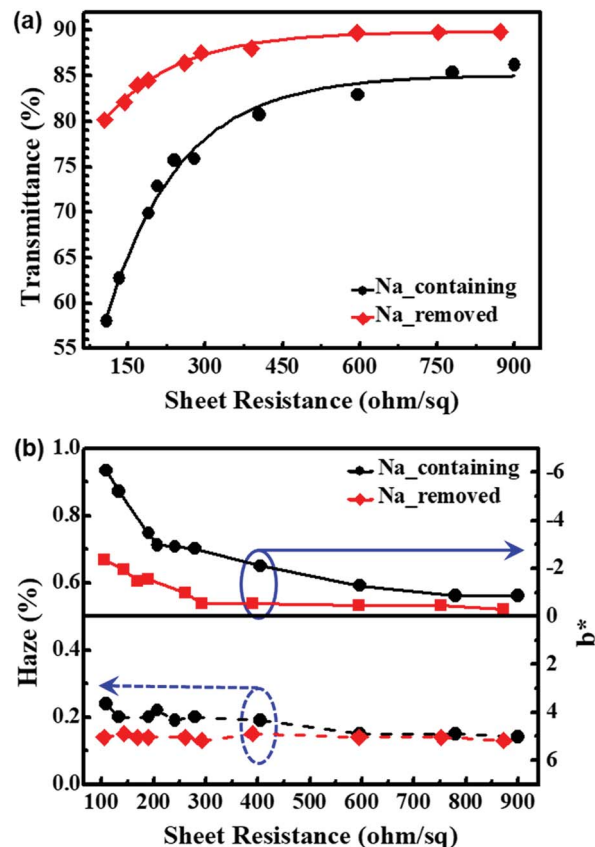 (a)
90
85
80
75
70
65
60
55
Transmittance (%)
Na_containing
Na_removed
150 300 450 600 750 900
Sheet Resistance (ohm/sq)
(b)
1.0
0.8
0.6
0.4
0.2
0.0
Haze (%)
Na_containing
Na_removed
-6
-4
-2
0
2
4
6
b*
100 200 300 400 500 600 700 800 900
Sheet Resistance (ohm/sq)